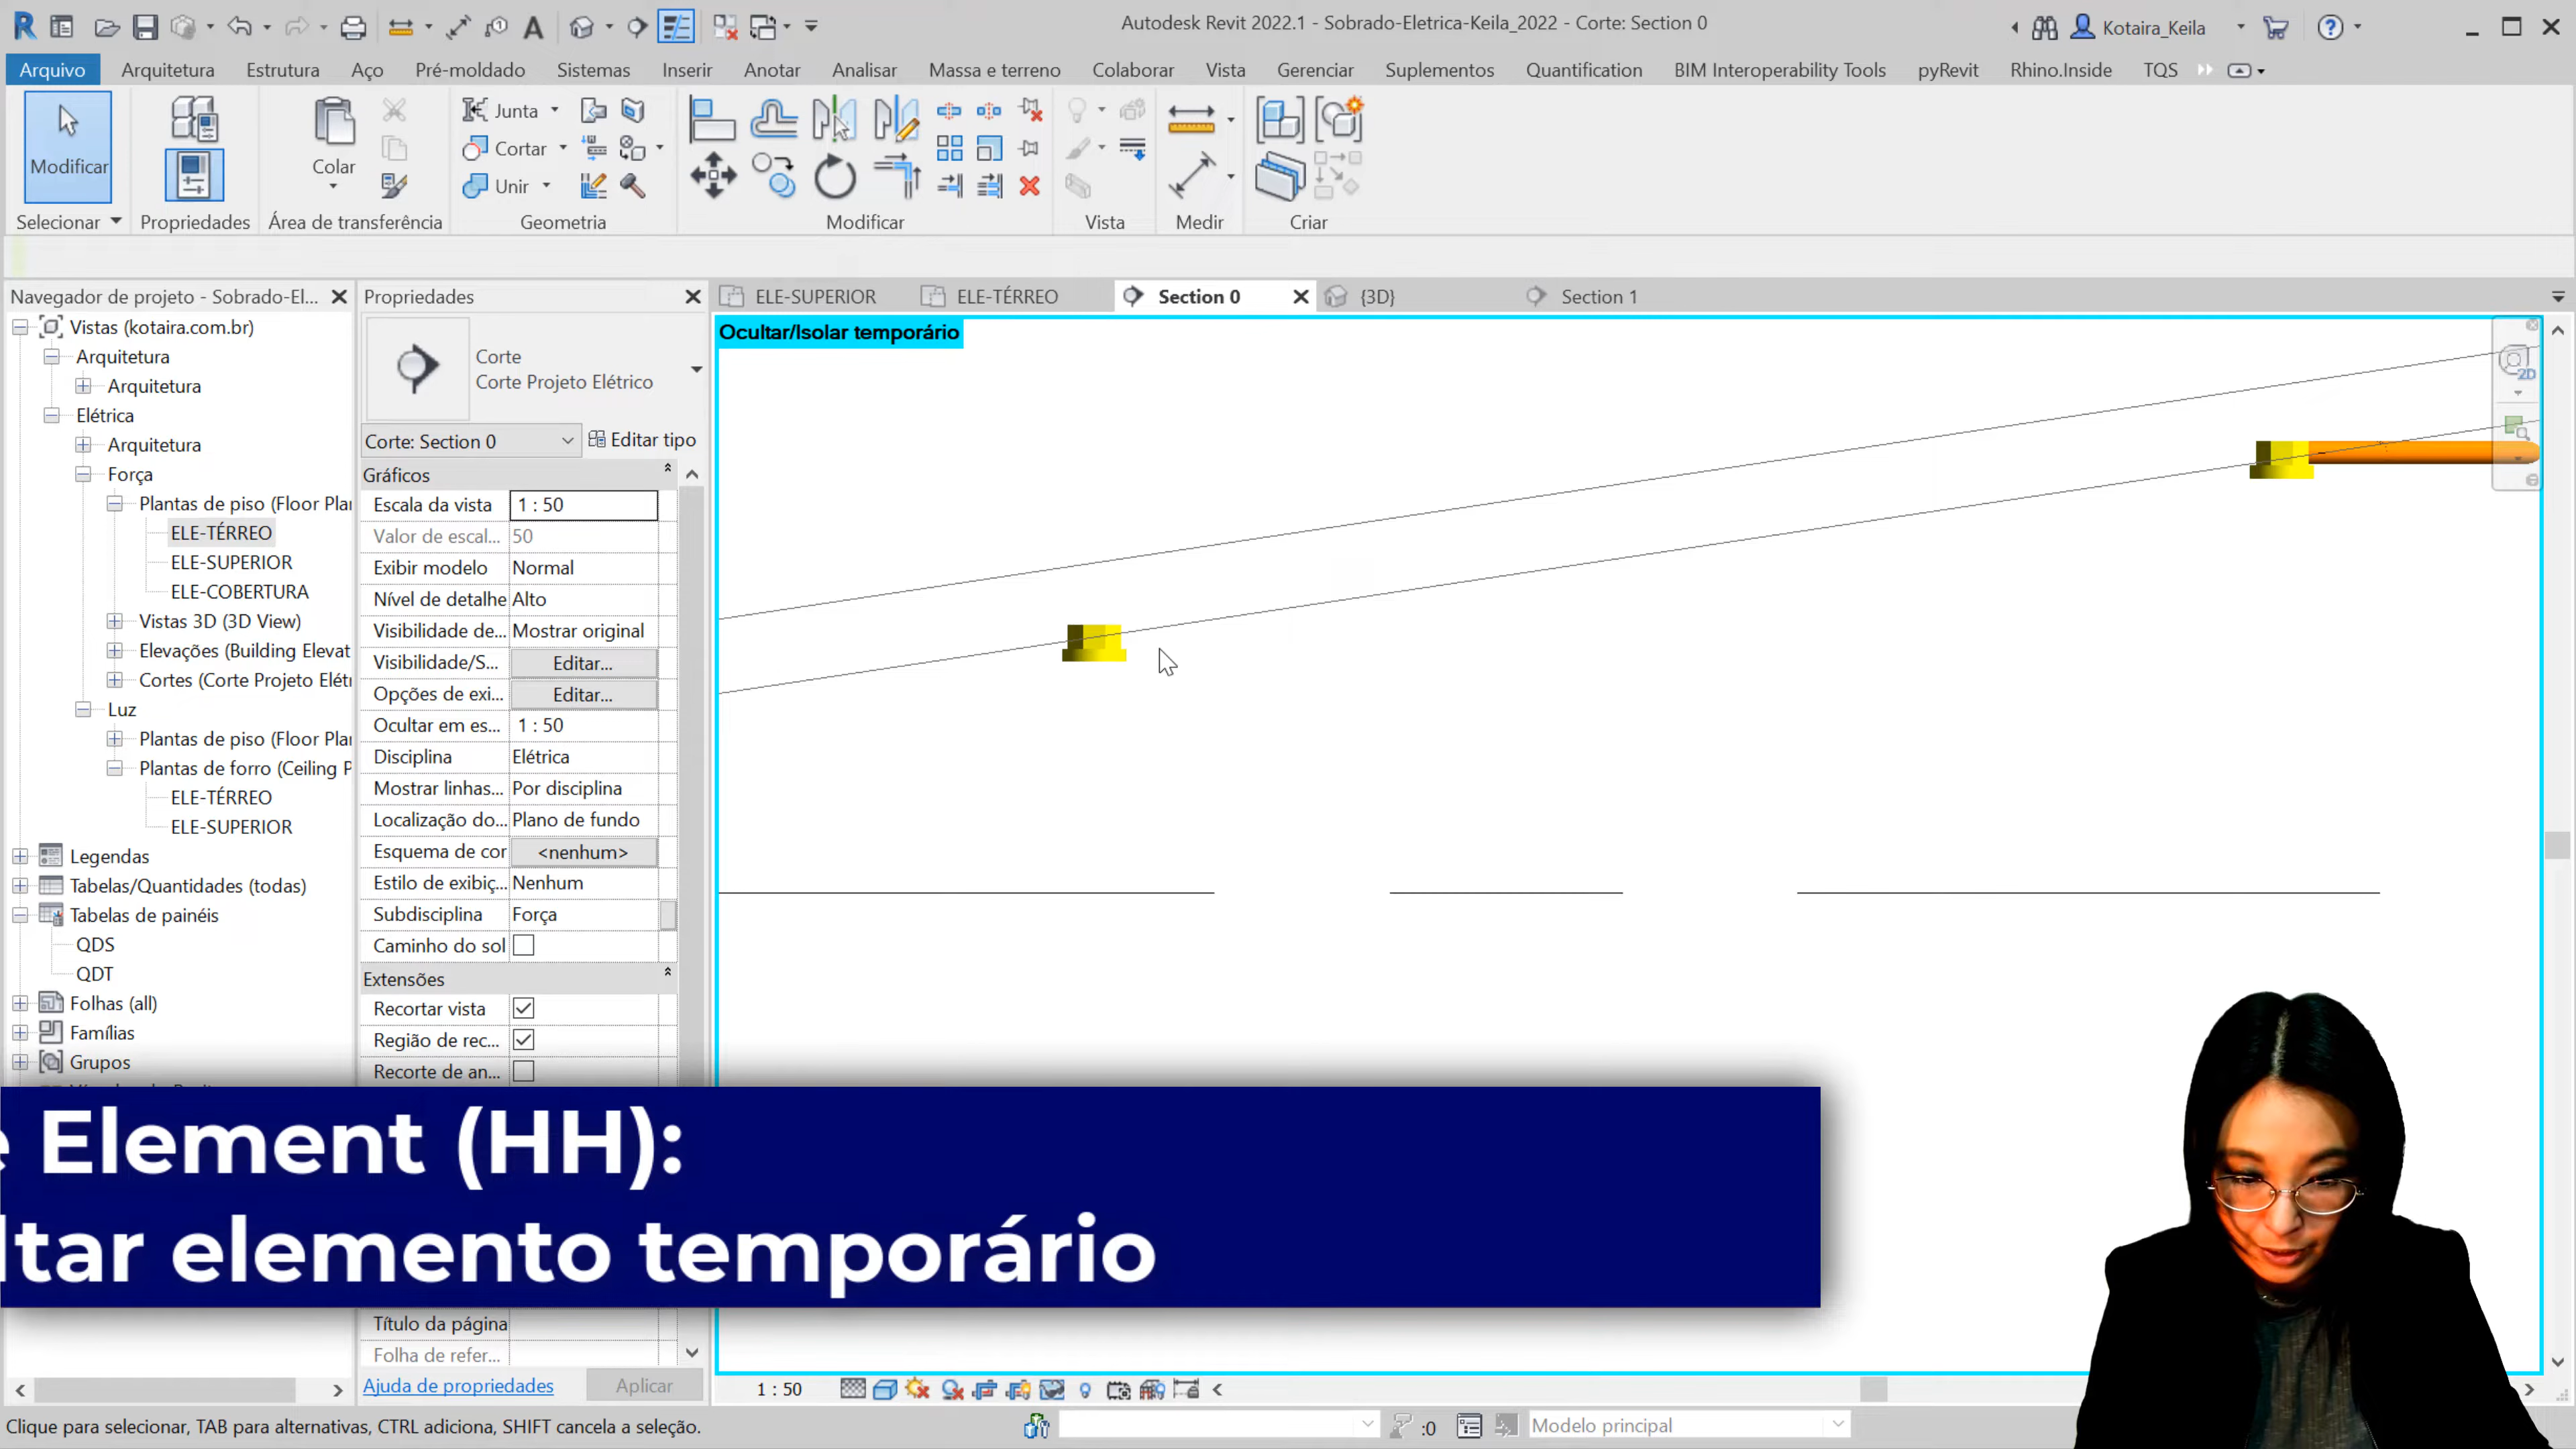 Autodesk Revit 2022.1 - Sobrado-Eletrica-Keila_2022 - Corte: Section 0
Kotaira_Keila
Arquivo Arquitetura Estrutura Aço Pré-moldado Sistemas Inserir Anotar Analisar Massa e terreno Colaborar Vista Gerenciar Suplementos Quantification BIM Interoperability Tools pyRevit Rhino.Inside TQS
Modificar
Colar
Junta
Cortar
Unir
Selecionar Propriedades Área de transferência Geometria Modificar Vista Medir Criar
Navegador de projeto - Sobrado-El...
Vistas (kotaira.com.br)
Arquitetura
Arquitetura
Elétrica
Arquitetura
Força
Plantas de piso (Floor Plar
ELE-TÉRREO
ELE-SUPERIOR
ELE-COBERTURA
Vistas 3D (3D View)
Elevações (Building Elevat
Cortes (Corte Projeto Elétr
Luz
Plantas de piso (Floor Plar
Plantas de forro (Ceiling P
ELE-TÉRREO
ELE-SUPERIOR
Legendas
Tabelas/Quantidades (todas)
Tabelas de painéis
QDS
QDT
Folhas (all)
Famílias
Grupos
Propriedades
Corte
Corte Projeto Elétrico
Corte: Section 0 Editar tipo
Gráficos
Escala da vista 1 : 50
Valor de escal... 50
Exibir modelo Normal
Nível de detalhe Alto
Visibilidade de... Mostrar original
Visibilidade/S... Editar...
Opções de exi... Editar...
Ocultar em es... 1 : 50
Disciplina Elétrica
Mostrar linhas... Por disciplina
Localização do... Plano de fundo
Esquema de cor <nenhum>
Estilo de exibiç... Nenhum
Subdisciplina Força
Caminho do sol
Extensões
Recortar vista
Região de rec...
Recorte de an...
Título da página
Folha de refer...
Ajuda de propriedades Aplicar
ELE-SUPERIOR ELE-TÉRREO Section 0 {3D} Section 1
Ocultar/Isolar temporário
2D
e Element (HH):
ltar elemento temporário
1 : 50
Clique para selecionar, TAB para alternativas, CTRL adiciona, SHIFT cancela a seleção.
:0
Modelo principal